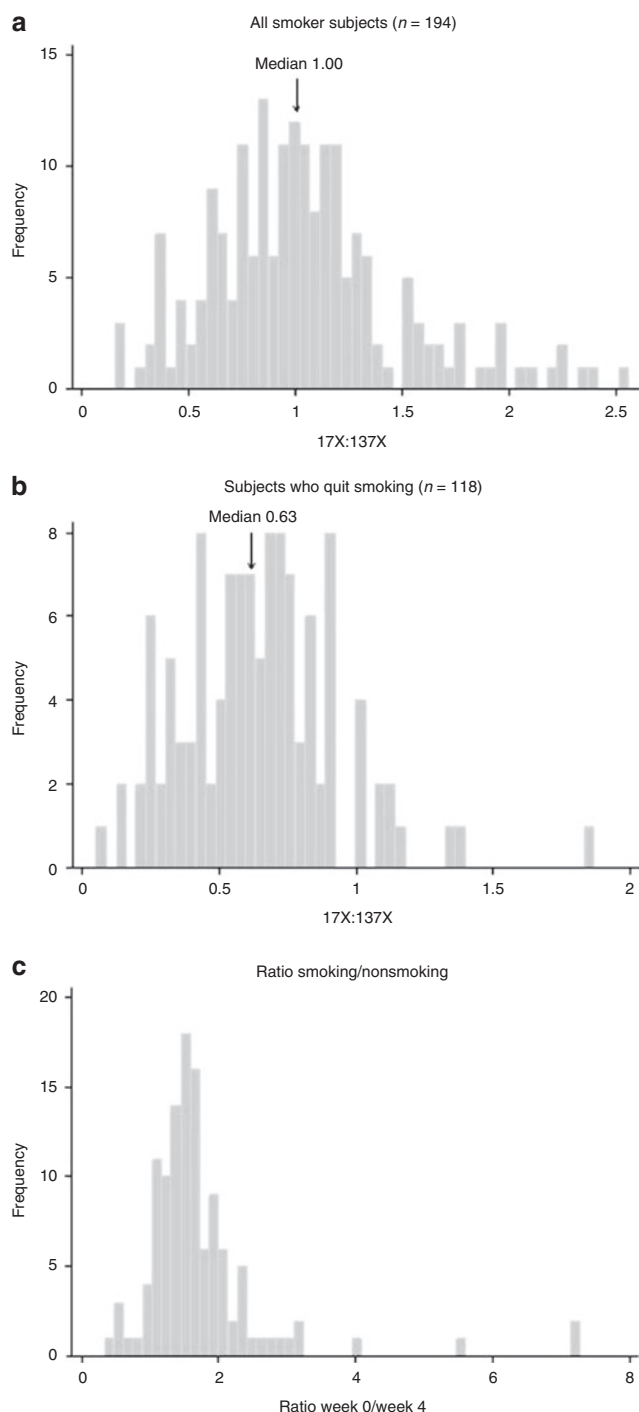 a
All smoker subjects (n = 194)
Median 1.00
15
10
5
0
Frequency
0 0.5 1 1.5 2 2.5
17X:137X
b
Subjects who quit smoking (n = 118)
Median 0.63
8
6
4
2
0
Frequency
0 0.5 1 1.5 2
17X:137X
c
Ratio smoking/nonsmoking
20
15
10
5
0
Frequency
0 2 4 6 8
Ratio week 0/week 4